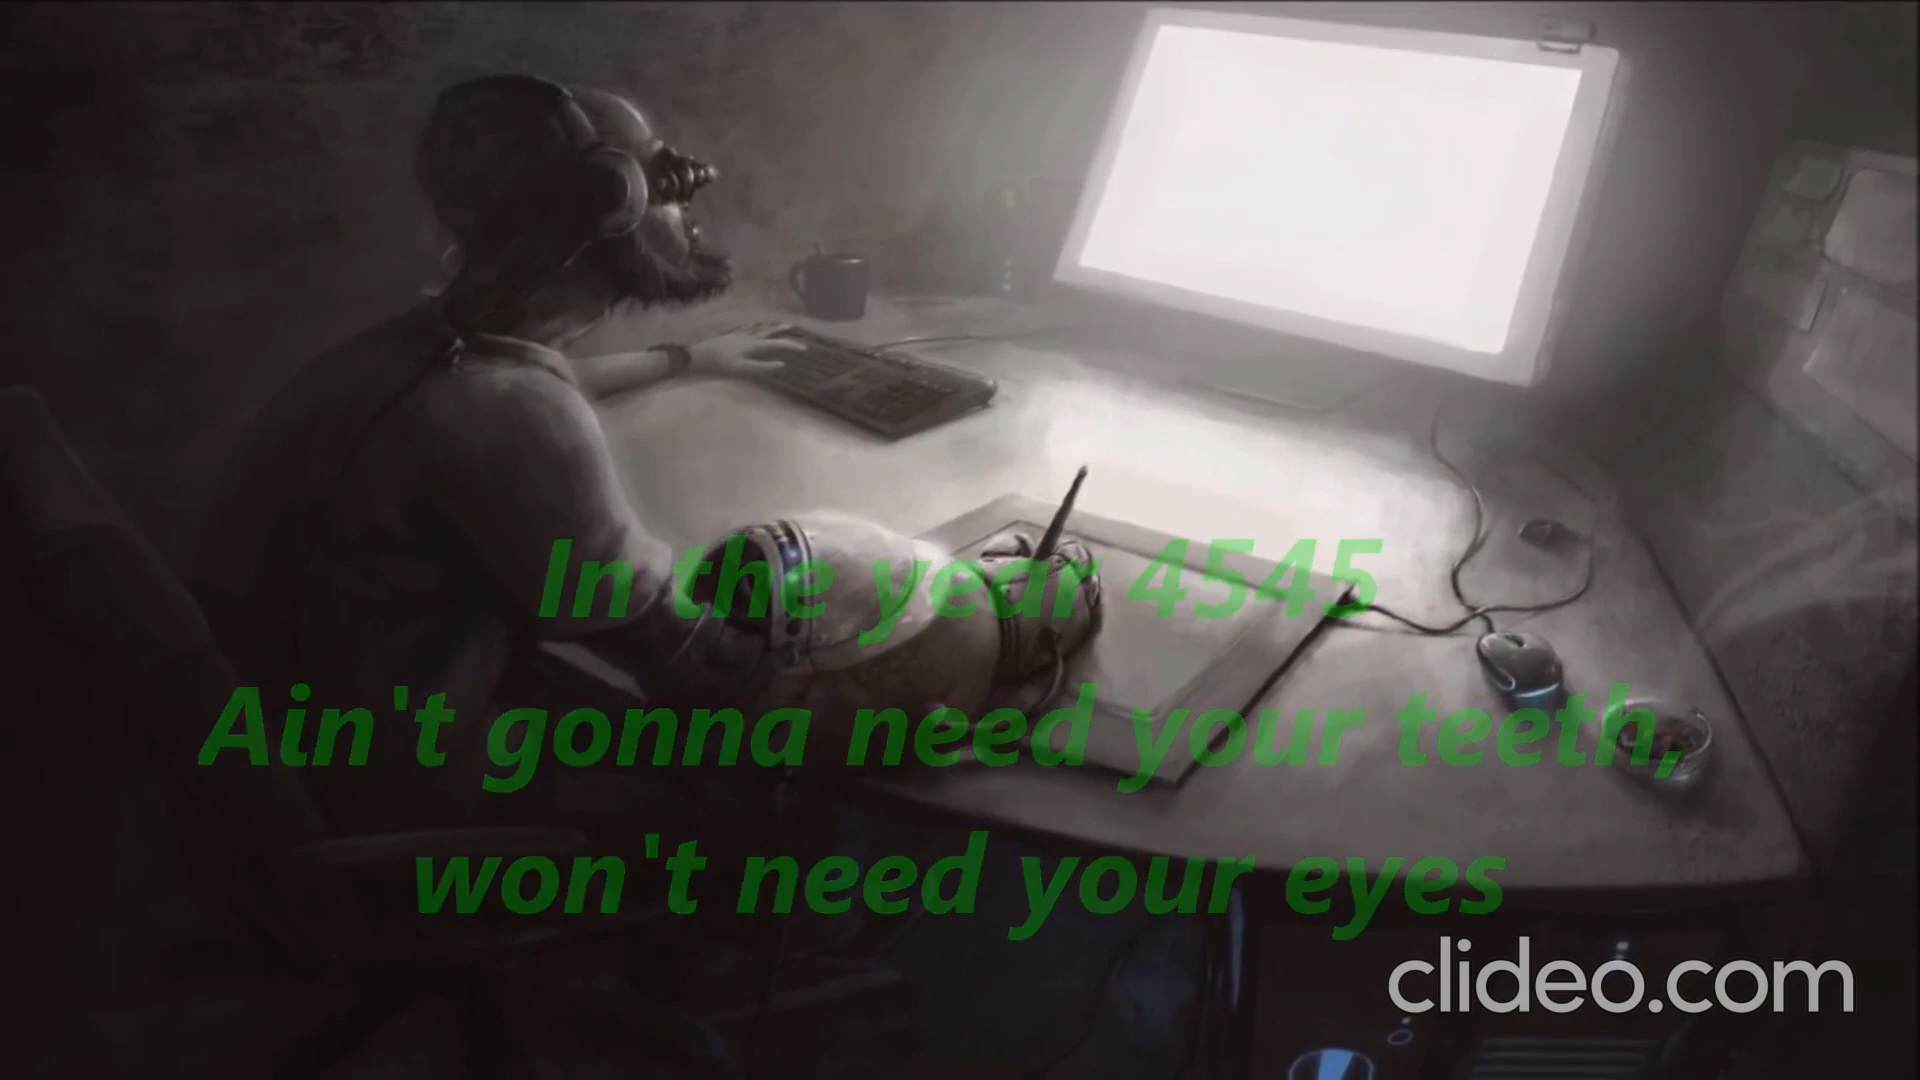 In the year 4545
Ain't gonna need your teeth,
won't need your eyes
clideo.com